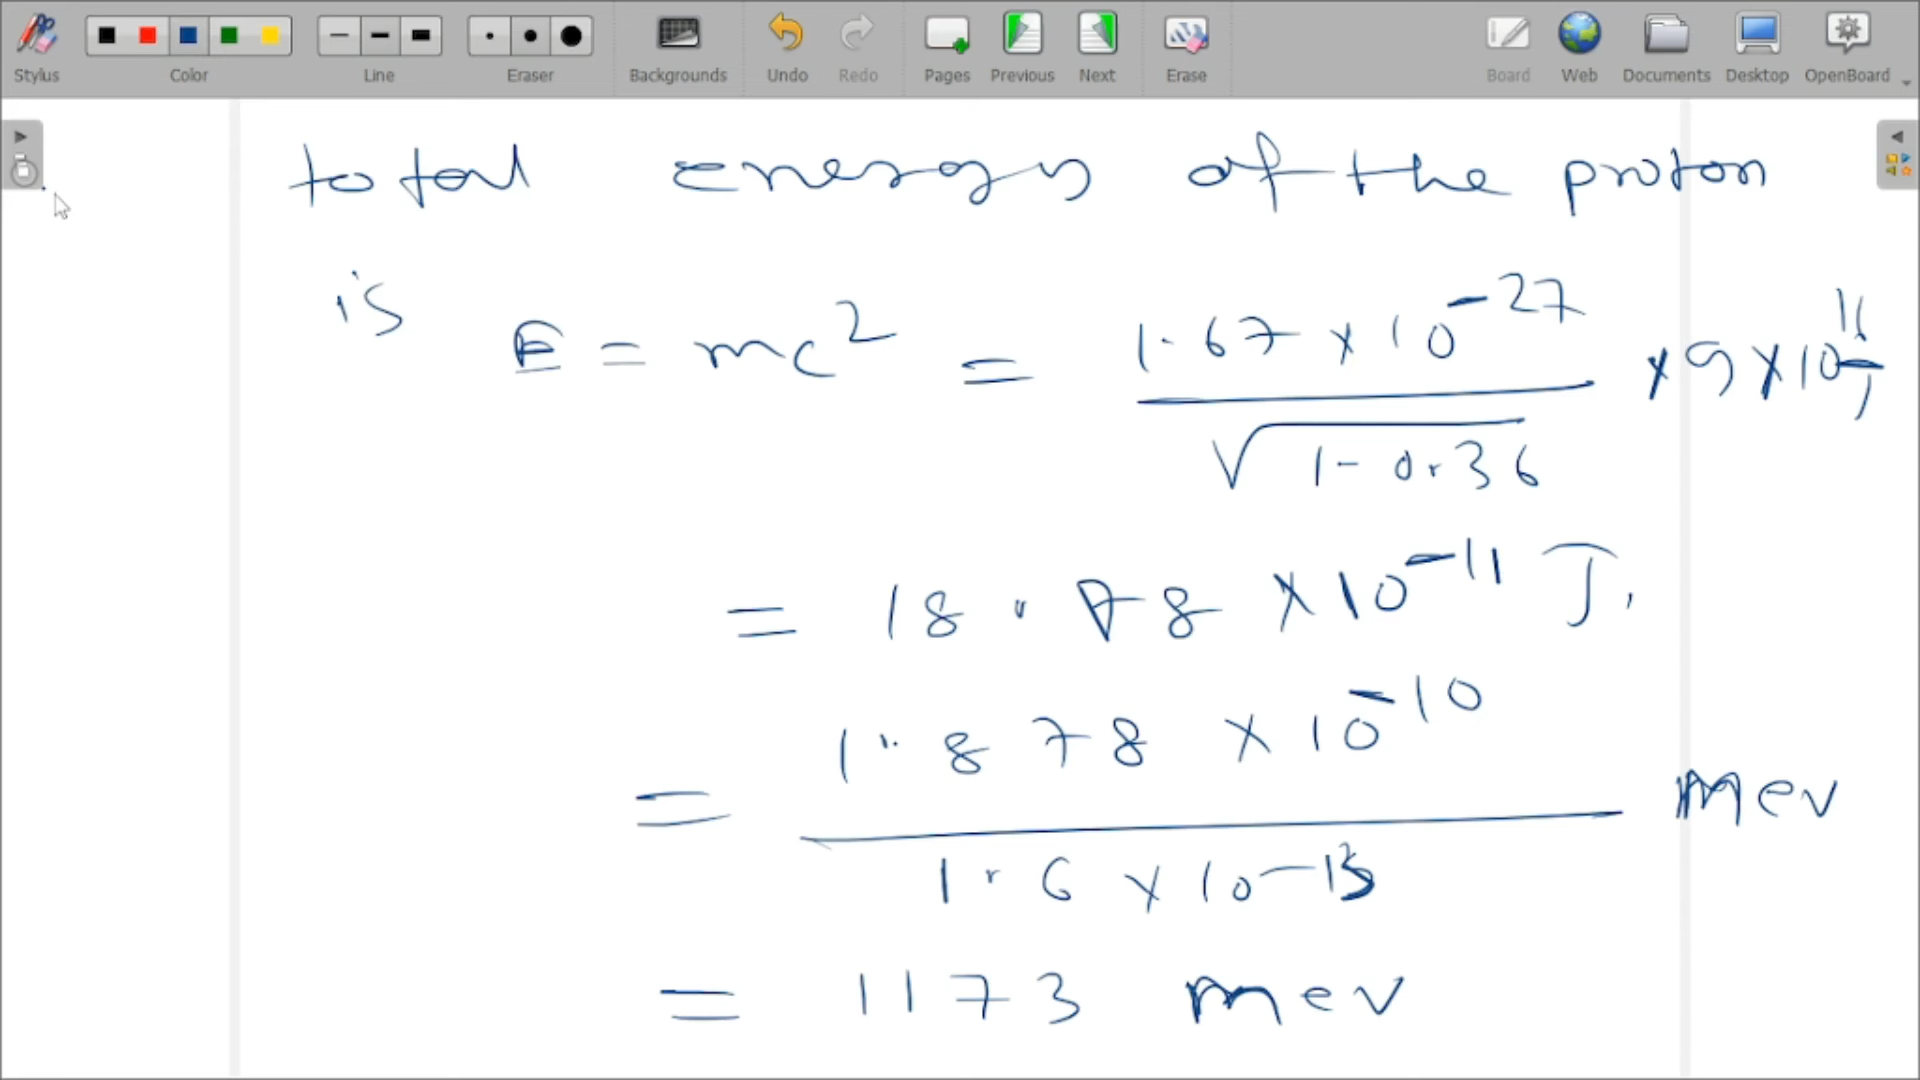 Stylus Color Line Eraser Backgrounds Undo Redo Pages Previous Next Erase Board Web Documents Desktop OpenBoard
total energy of the proton
is E = mc² = 1.67 × 10⁻²⁷ / √1-0.36 × 9 × 10¹⁶ J
= 18.78 × 10⁻¹¹ J.
= 1.878 × 10⁻¹⁰ / 1.6 × 10⁻¹³ mev
= 1173 mev